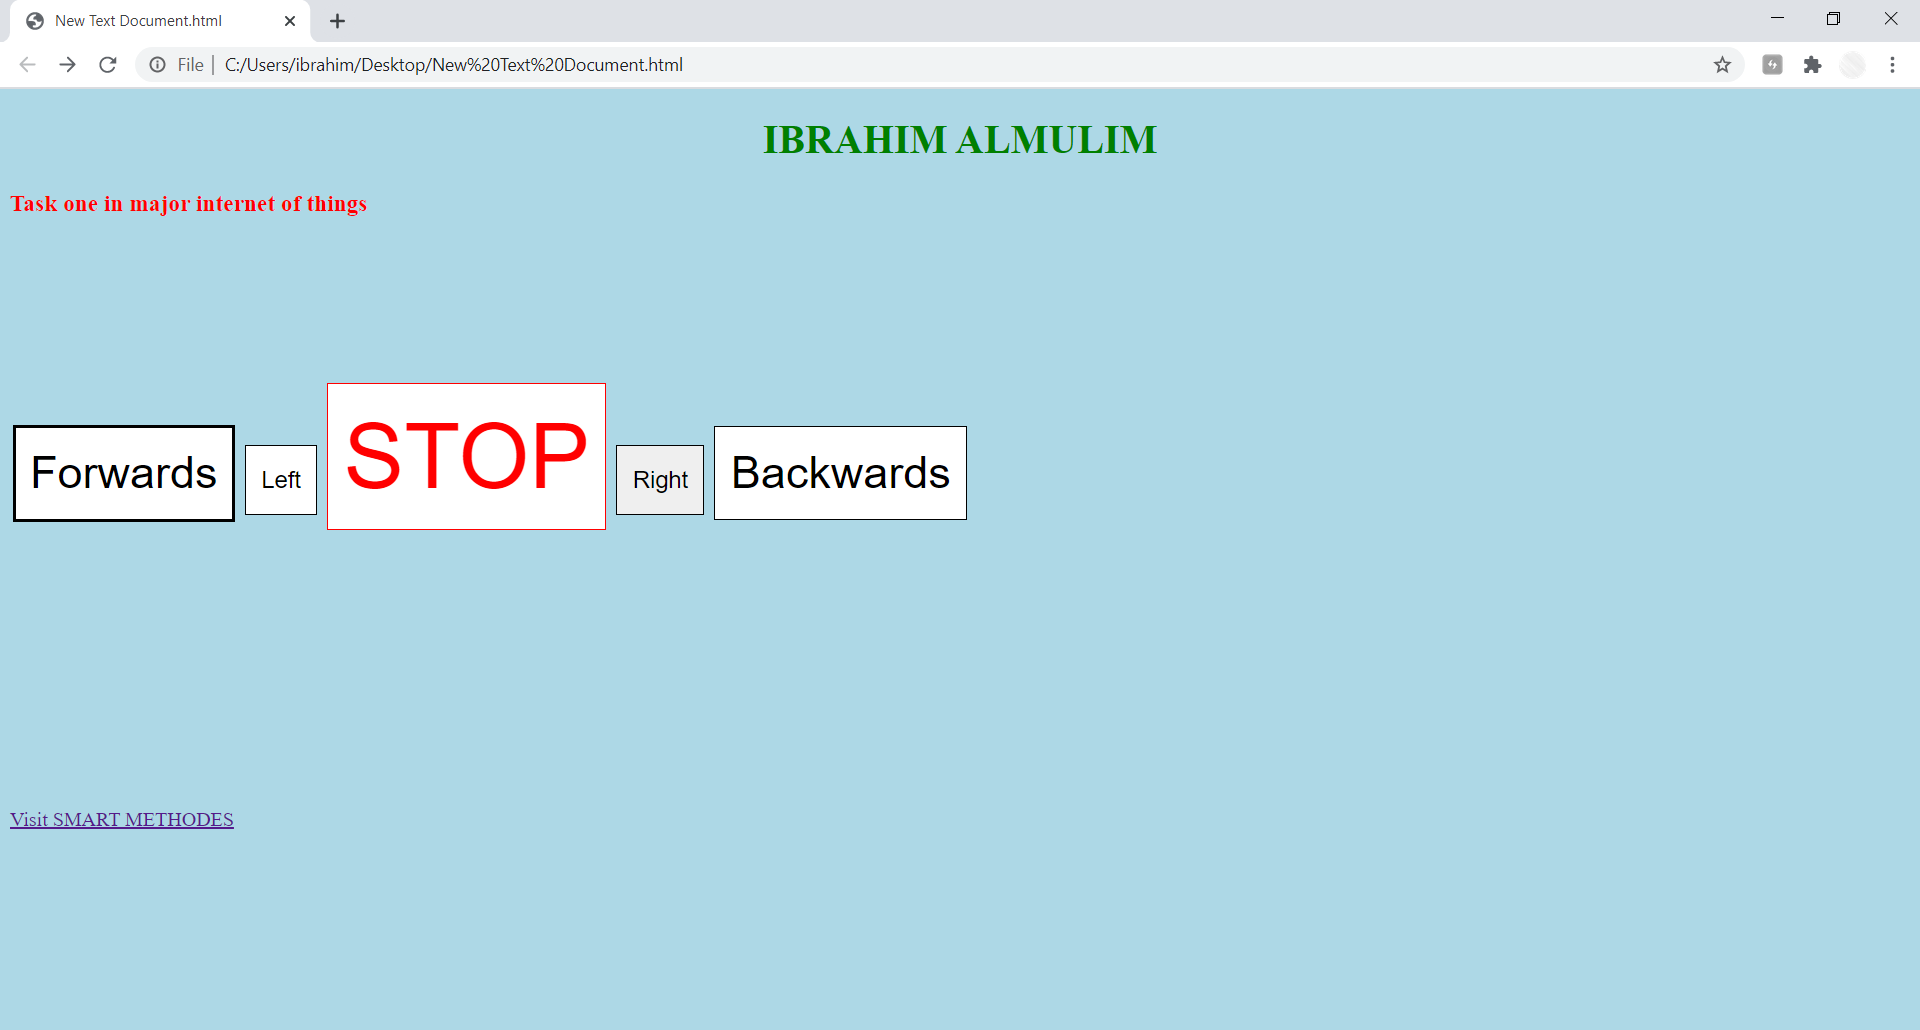 New Text Document.html
File | C:/Users/ibrahim/Desktop/New%20Text%20Document.html
IBRAHIM ALMULIM
Task one in major internet of things
Forwards Left STOP Right Backwards
Visit SMART METHODES